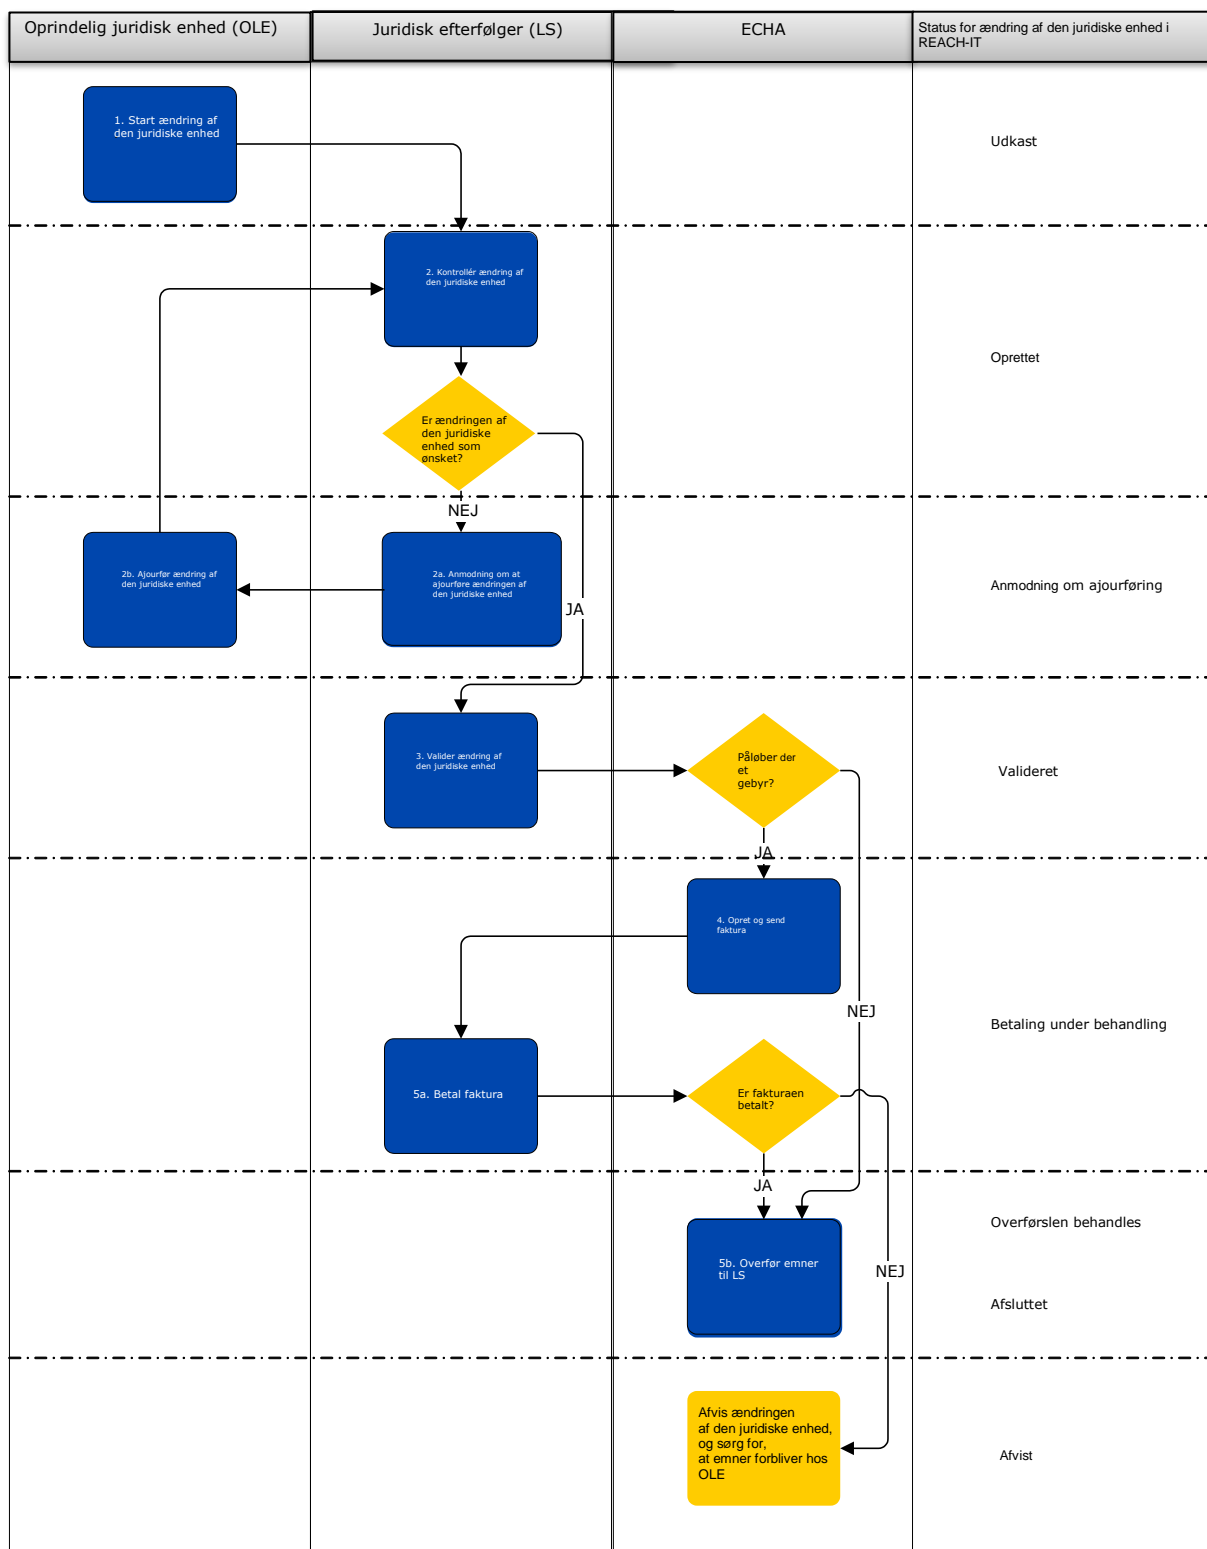 Oprindelig juridisk enhed (OLE)
Juridisk efterfølger (LS)
ECHA
Status for ændring af den juridiske enhed i
REACH-IT
1. Start ændring af
den juridiske enhed
Udkast
2. Kontrollér ændring af
den juridiske enhed
Oprettet
Er ændringen af
den juridiske
enhed som
ønsket?
NEJ
2b. Ajourfør ændring af
den juridiske enhed
2a. Anmodning om at
ajourføre ændringen af
den juridiske enhed
JA
Anmodning om ajourføring
3. Valider ændring af
den juridiske enhed
Påløber der
et
gebyr?
Valideret
JA
4. Opret og send
faktura
NEJ
Betaling under behandling
5a. Betal faktura
Er fakturaen
betalt?
JA
Overførslen behandles
5b. Overfør emner
til LS
NEJ
Afsluttet
Afvis ændringen
af den juridiske enhed,
og sørg for,
at emner forbliver hos
OLE
Afvist